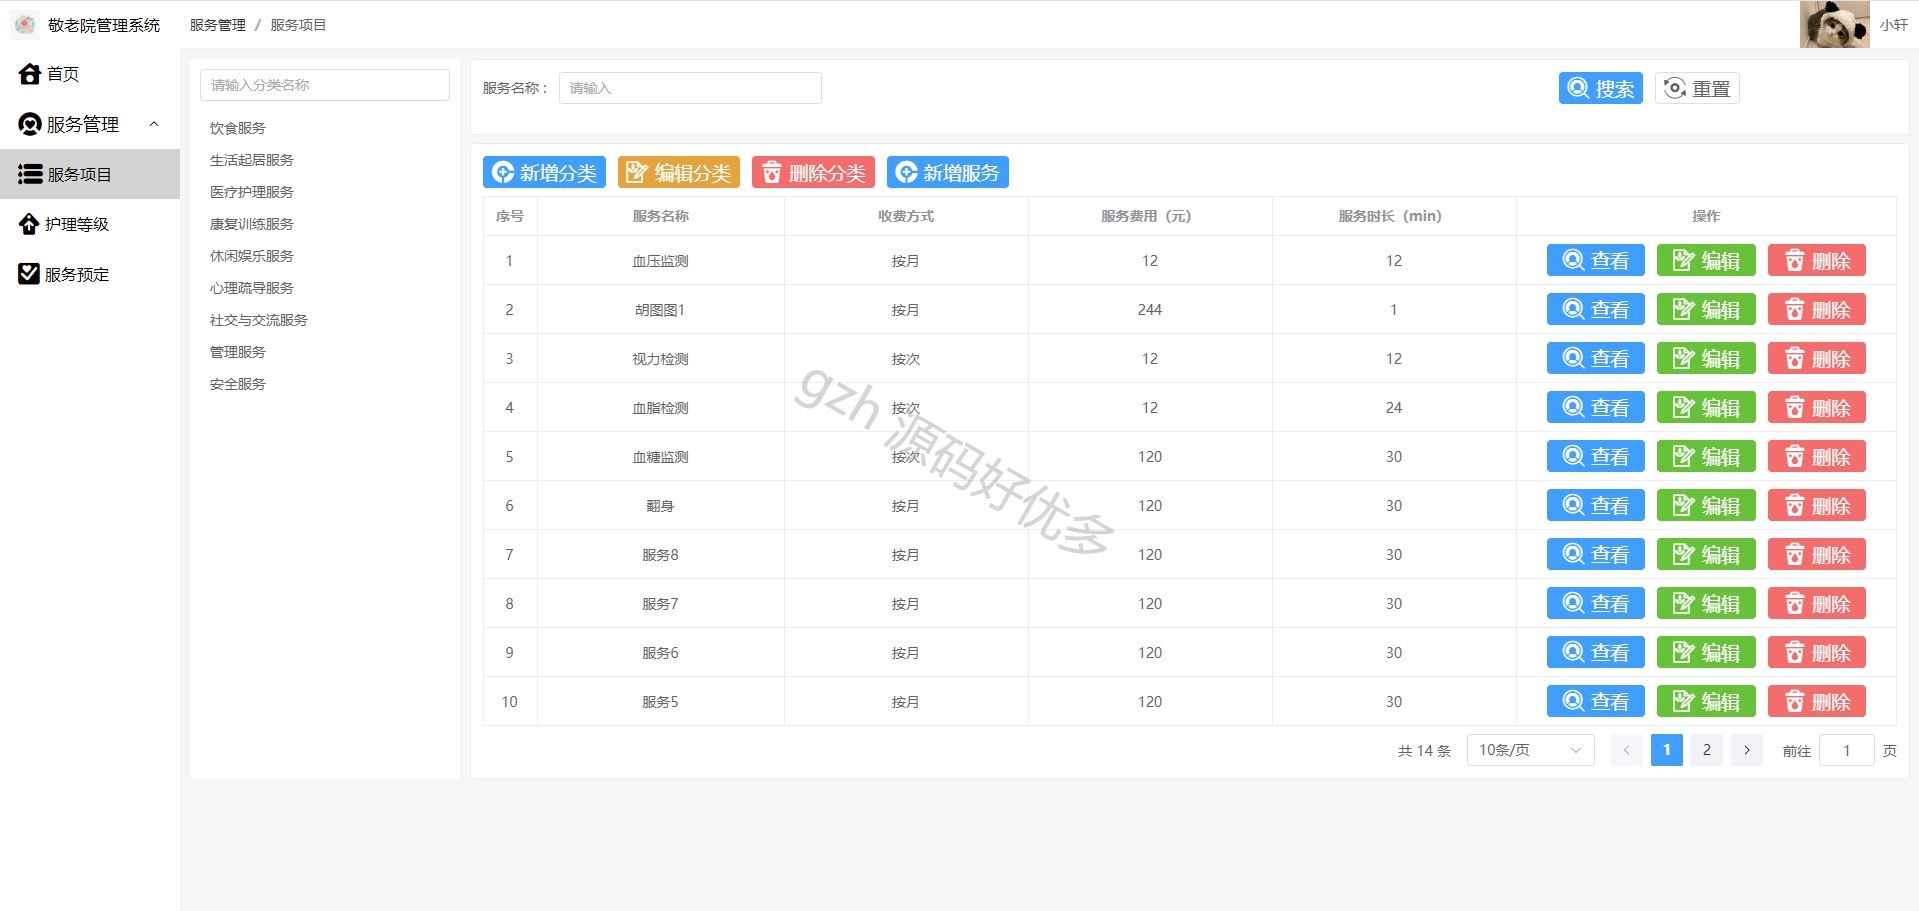 敬老院管理系统
服务管理 / 服务项目
小轩
首页
服务管理
服务项目
护理等级
服务预定
请输入分类名称
饮食服务
生活起居服务
医疗护理服务
康复训练服务
休闲娱乐服务
心理疏导服务
社交与交流服务
管理服务
安全服务
服务名称： 请输入 搜索 重置
新增分类 编辑分类 删除分类 新增服务
序号 服务名称 收费方式 服务费用（元） 服务时长（min） 操作
1 血压监测 按月 12 12 查看 编辑 删除
2 胡图图1 按月 244 1 查看 编辑 删除
3 视力检测 按次 12 12 查看 编辑 删除
4 血脂检测 按次 12 24 查看 编辑 删除
5 血糖监测 按次 120 30 查看 编辑 删除
6 翻身 按月 120 30 查看 编辑 删除
7 服务8 按月 120 30 查看 编辑 删除
8 服务7 按月 120 30 查看 编辑 删除
9 服务6 按月 120 30 查看 编辑 删除
10 服务5 按月 120 30 查看 编辑 删除
共 14 条 10条/页 1 2 前往 1 页
gzh 源码好优多